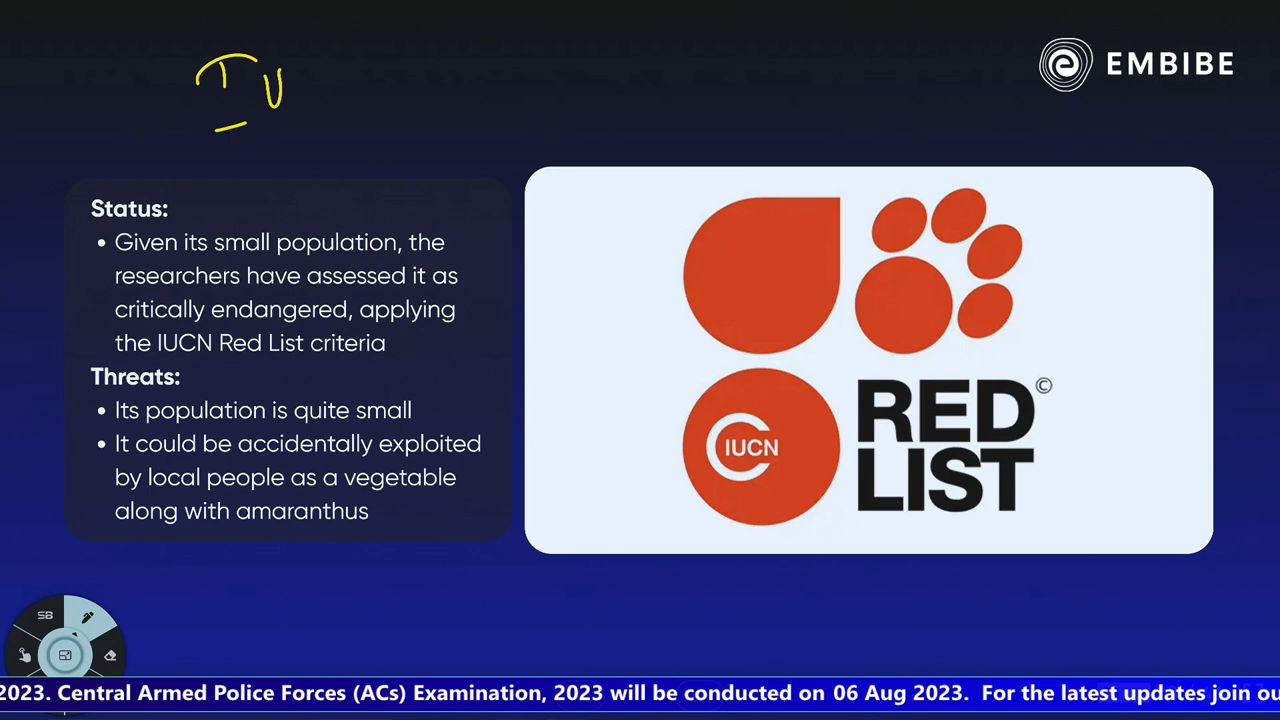 I U
EMBIBE
Status:
• Given its small population, the
researchers have assessed it as
critically endangered, applying
the IUCN Red List criteria
Threats:
• Its population is quite small
• It could be accidentally exploited
by local people as a vegetable
along with amaranthus
IUCN
RED
LIST
©
SB
2023. Central Armed Police Forces (ACs) Examination, 2023 will be conducted on 06 Aug 2023. For the latest updates join ou